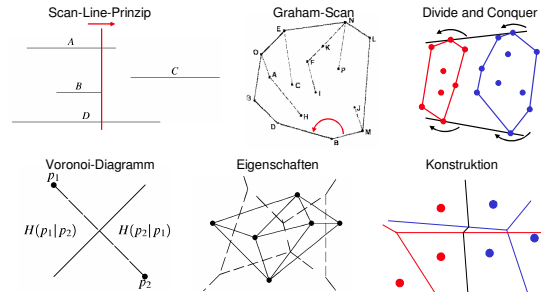 Scan-Line-Prinzip
Graham-Scan
Divide and Conquer
A
B
C
D
E
N
L
O
K
F
A
P
C
I
B
J
H
D
M
B
Voronoi-Diagramm
Eigenschaften
Konstruktion
p1
H(p1|p2)
H(p2|p1)
p2